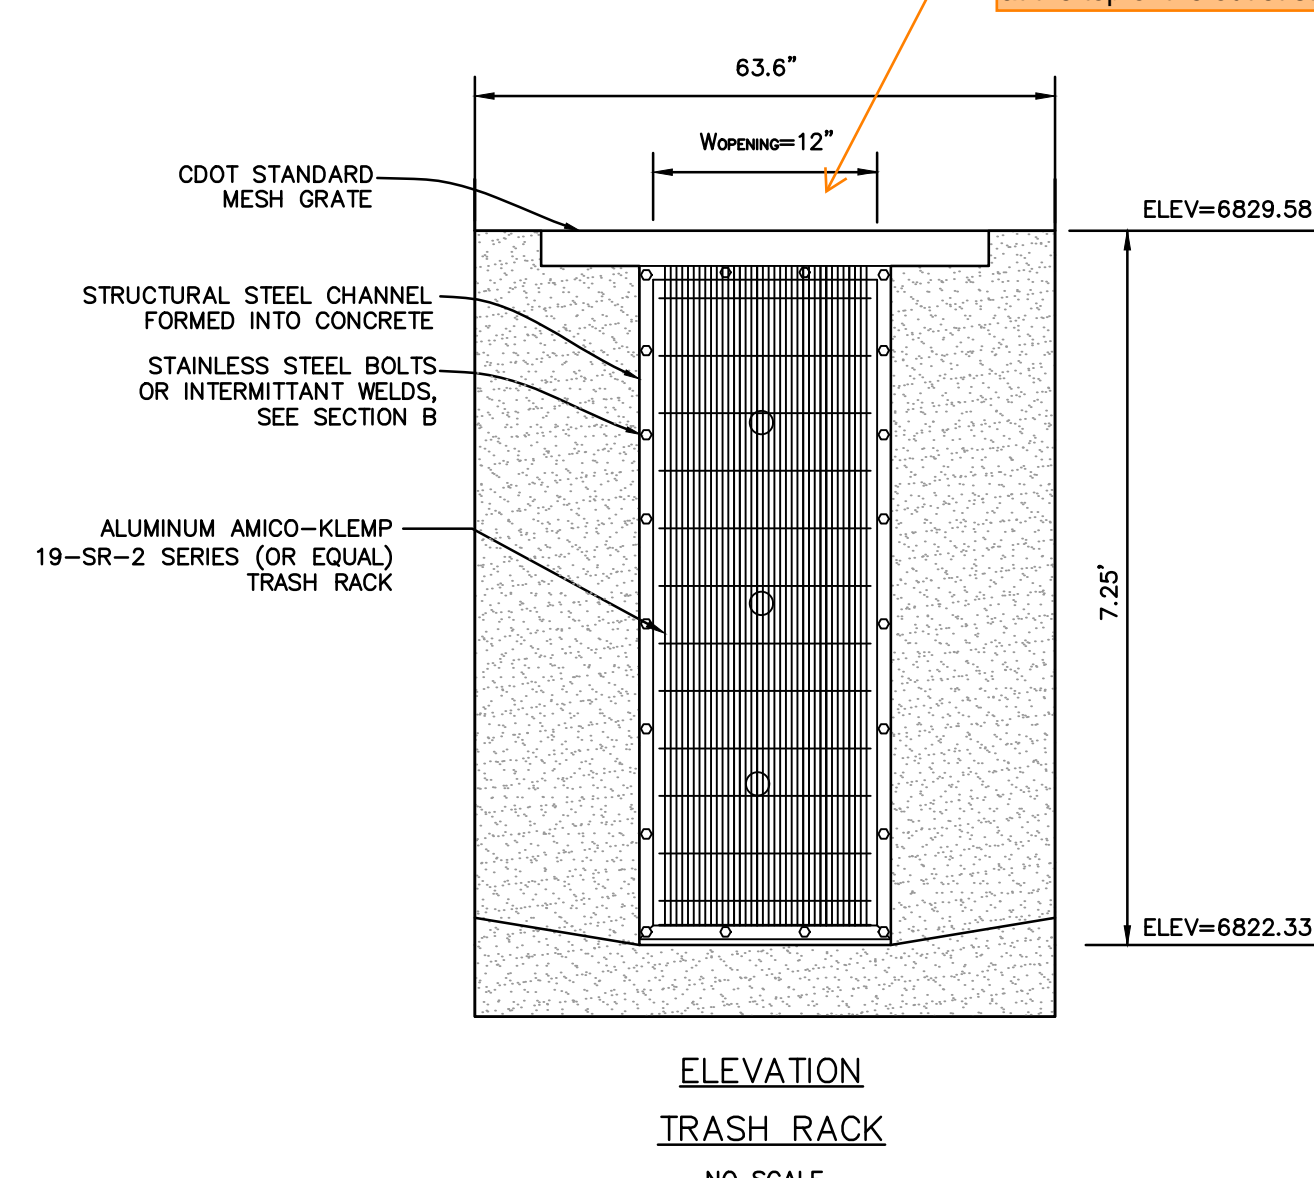 63.6"
WOPENING=12"
CDOT STANDARD
MESH GRATE
ELEV=6829.58
STRUCTURAL STEEL CHANNEL
FORMED INTO CONCRETE
STAINLESS STEEL BOLTS
OR INTERMITTANT WELDS,
SEE SECTION B
ALUMINUM AMICO-KLEMP
19-SR-2 SERIES (OR EQUAL)
TRASH RACK
7.25'
ELEV=6822.33
ELEVATION
TRASH RACK
NO SCALE